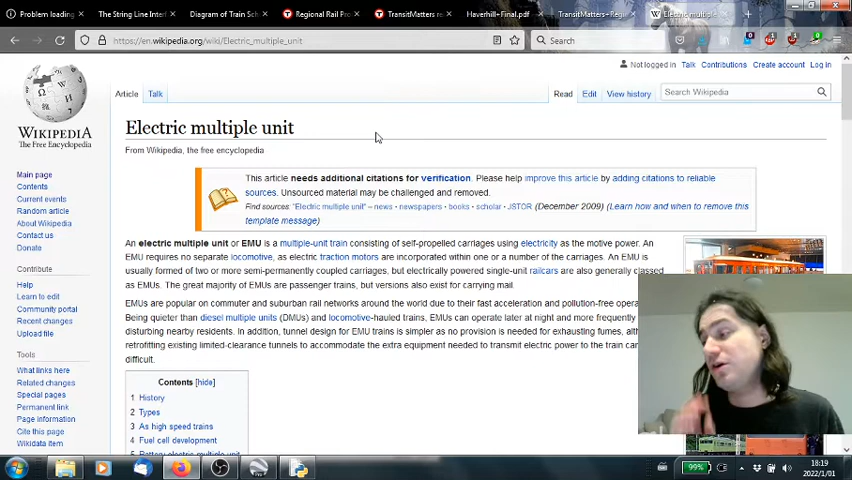 Problem loading
The String Line Inter
Diagram of Train Sch
Regional Rail Pro
TransitMatters re
Haverhill+Final.pdf
TransitMatters+Regi
Electric multiple
https://en.wikipedia.org/wiki/Electric_multiple_unit
Search
Not logged in Talk Contributions Create account Log in
Article Talk
Read Edit View history Search Wikipedia
WIKIPEDIA
The Free Encyclopedia
Main page
Contents
Current events
Random article
About Wikipedia
Contact us
Donate
Contribute
Help
Learn to edit
Community portal
Recent changes
Upload file
Tools
What links here
Related changes
Special pages
Permanent link
Page information
Cite this page
Wikidata item
Electric multiple unit
From Wikipedia, the free encyclopedia
This article needs additional citations for verification. Please help improve this article by adding citations to reliable
sources. Unsourced material may be challenged and removed.
Find sources: "Electric multiple unit" – news · newspapers · books · scholar · JSTOR (December 2009) (Learn how and when to remove this
template message)
An electric multiple unit or EMU is a multiple-unit train consisting of self-propelled carriages using electricity as the motive power. An
EMU requires no separate locomotive, as electric traction motors are incorporated within one or a number of the carriages. An EMU is
usually formed of two or more semi-permanently coupled carriages, but electrically powered single-unit railcars are also generally classed
as EMUs. The great majority of EMUs are passenger trains, but versions also exist for carrying mail.
EMUs are popular on commuter and suburban rail networks around the world due to their fast acceleration and pollution-free opera
Being quieter than diesel multiple units (DMUs) and locomotive-hauled trains, EMUs can operate later at night and more frequently
disturbing nearby residents. In addition, tunnel design for EMU trains is simpler as no provision is needed for exhausting fumes, alth
retrofitting existing limited-clearance tunnels to accommodate the extra equipment needed to transmit electric power to the train can
difficult.
Contents [hide]
1 History
2 Types
3 As high speed trains
4 Fuel cell development
5 Battery electric multiple unit
99%
18:19
2022/1/01